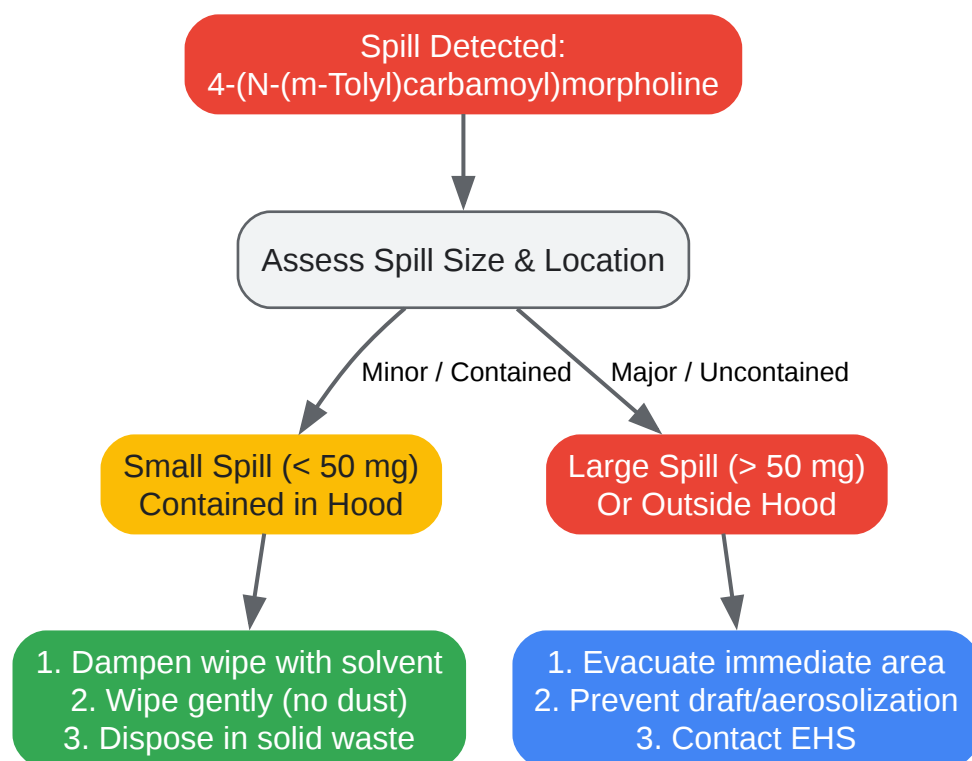 Spill Detected:
4-(N-(m-Tolyl)carbamoyl)morpholine
Assess Spill Size & Location
Minor / Contained
Major / Uncontained
Small Spill (< 50 mg)
Contained in Hood
Large Spill (> 50 mg)
Or Outside Hood
1. Dampen wipe with solvent
2. Wipe gently (no dust)
3. Dispose in solid waste
1. Evacuate immediate area
2. Prevent draft/aerosolization
3. Contact EHS